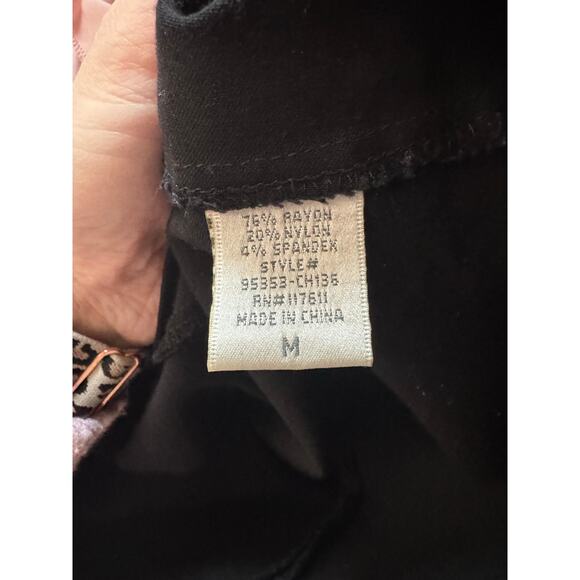 76% RAYON
20% NYLON
4% SPANDEX
STYLE#
95353-CH136
RN#117611
MADE IN CHINA
M